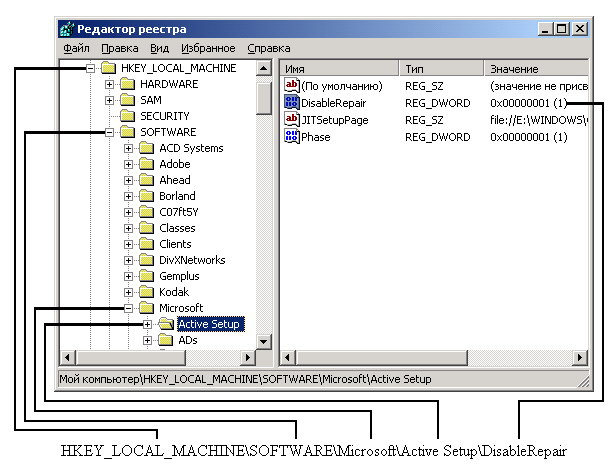 Редактор реестра
Файл Правка Вид Избранное Справка
HKEY_LOCAL_MACHINE
HARDWARE
SAM
SECURITY
SOFTWARE
ACD Systems
Adobe
Ahead
Borland
C07ft5Y
Classes
Clients
DivXNetworks
Gemplus
Kodak
Microsoft
Active Setup
ADs
Имя Тип Значение
(По умолчанию) REG_SZ (значение не присв
DisableRepair REG_DWORD 0x00000001 (1)
JITSetupPage REG_SZ file://E:\WINDOWS\
Phase REG_DWORD 0x00000001 (1)
Мой компьютер\HKEY_LOCAL_MACHINE\SOFTWARE\Microsoft\Active Setup
HKEY_LOCAL_MACHINE\SOFTWARE\Microsoft\Active Setup\DisableRepair